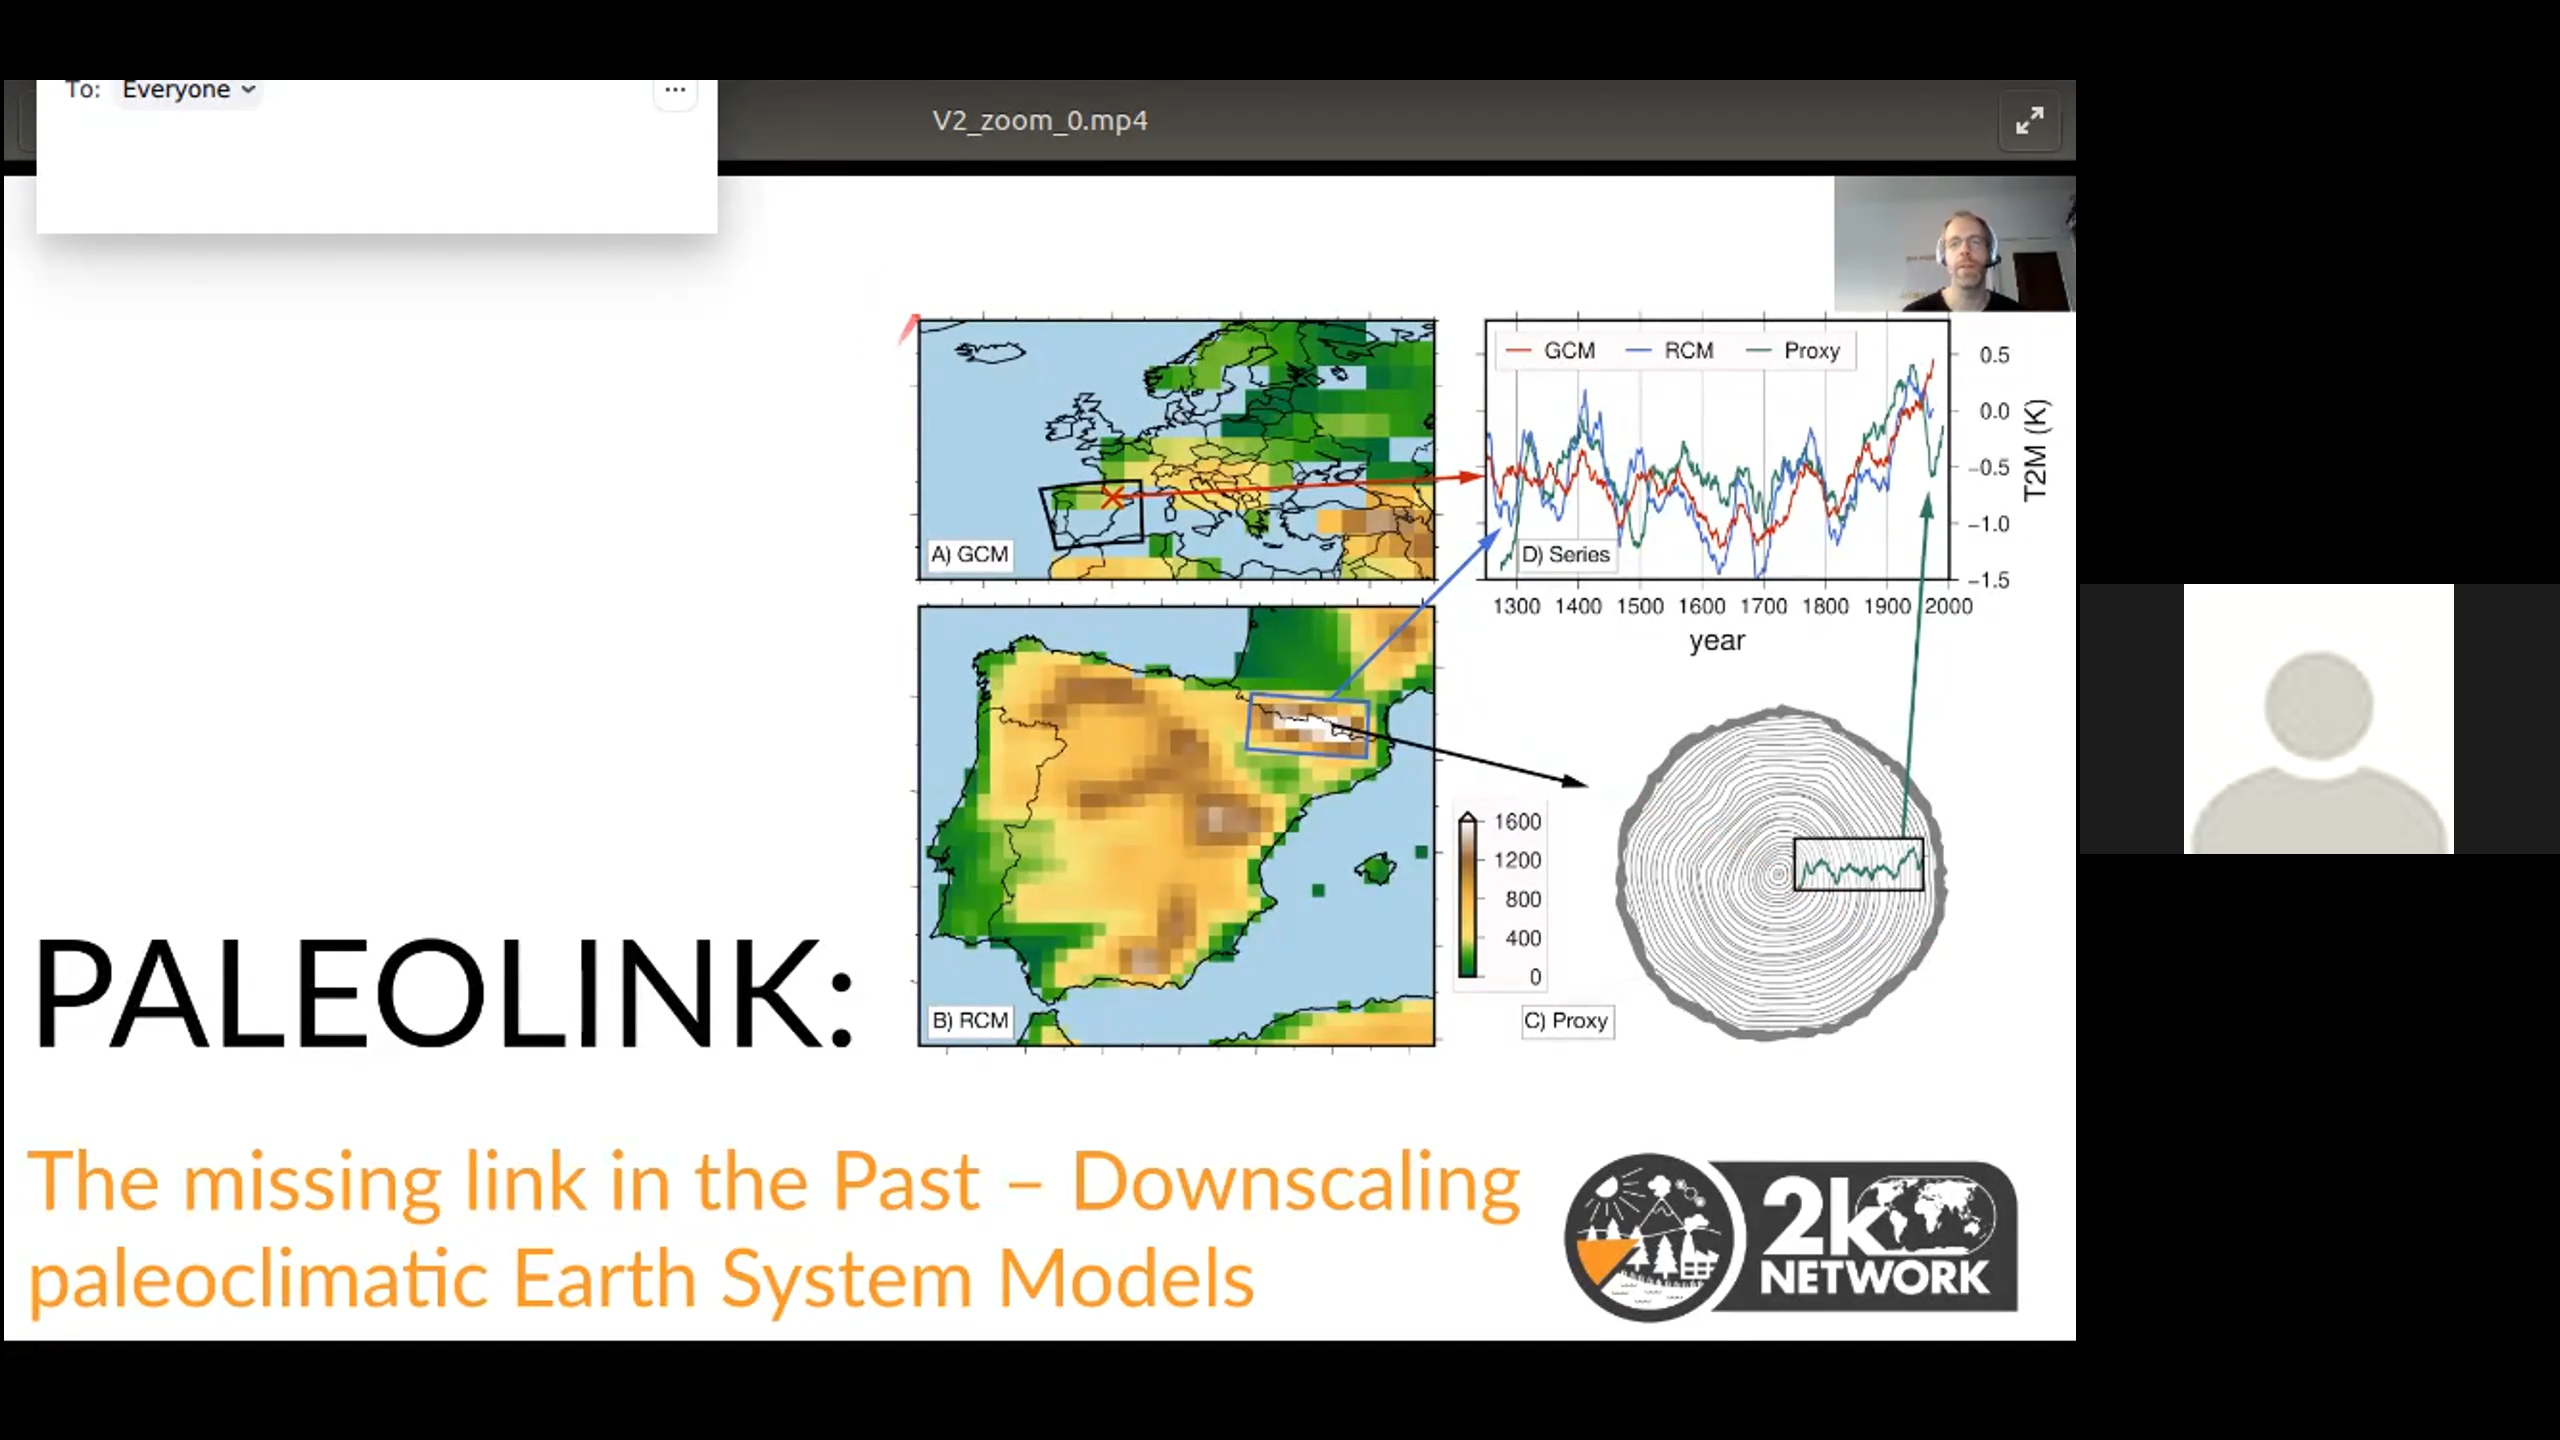 To: Everyone
V2_zoom_0.mp4
GCM RCM Proxy
0.5
0.0
−0.5
−1.0
−1.5
T2M (K)
A) GCM
D) Series
1300 1400 1500 1600 1700 1800 1900 2000
year
1600
1200
800
400
0
B) RCM
C) Proxy
PALEOLINK:
The missing link in the Past – Downscaling
paleoclimatic Earth System Models
2k
NETWORK